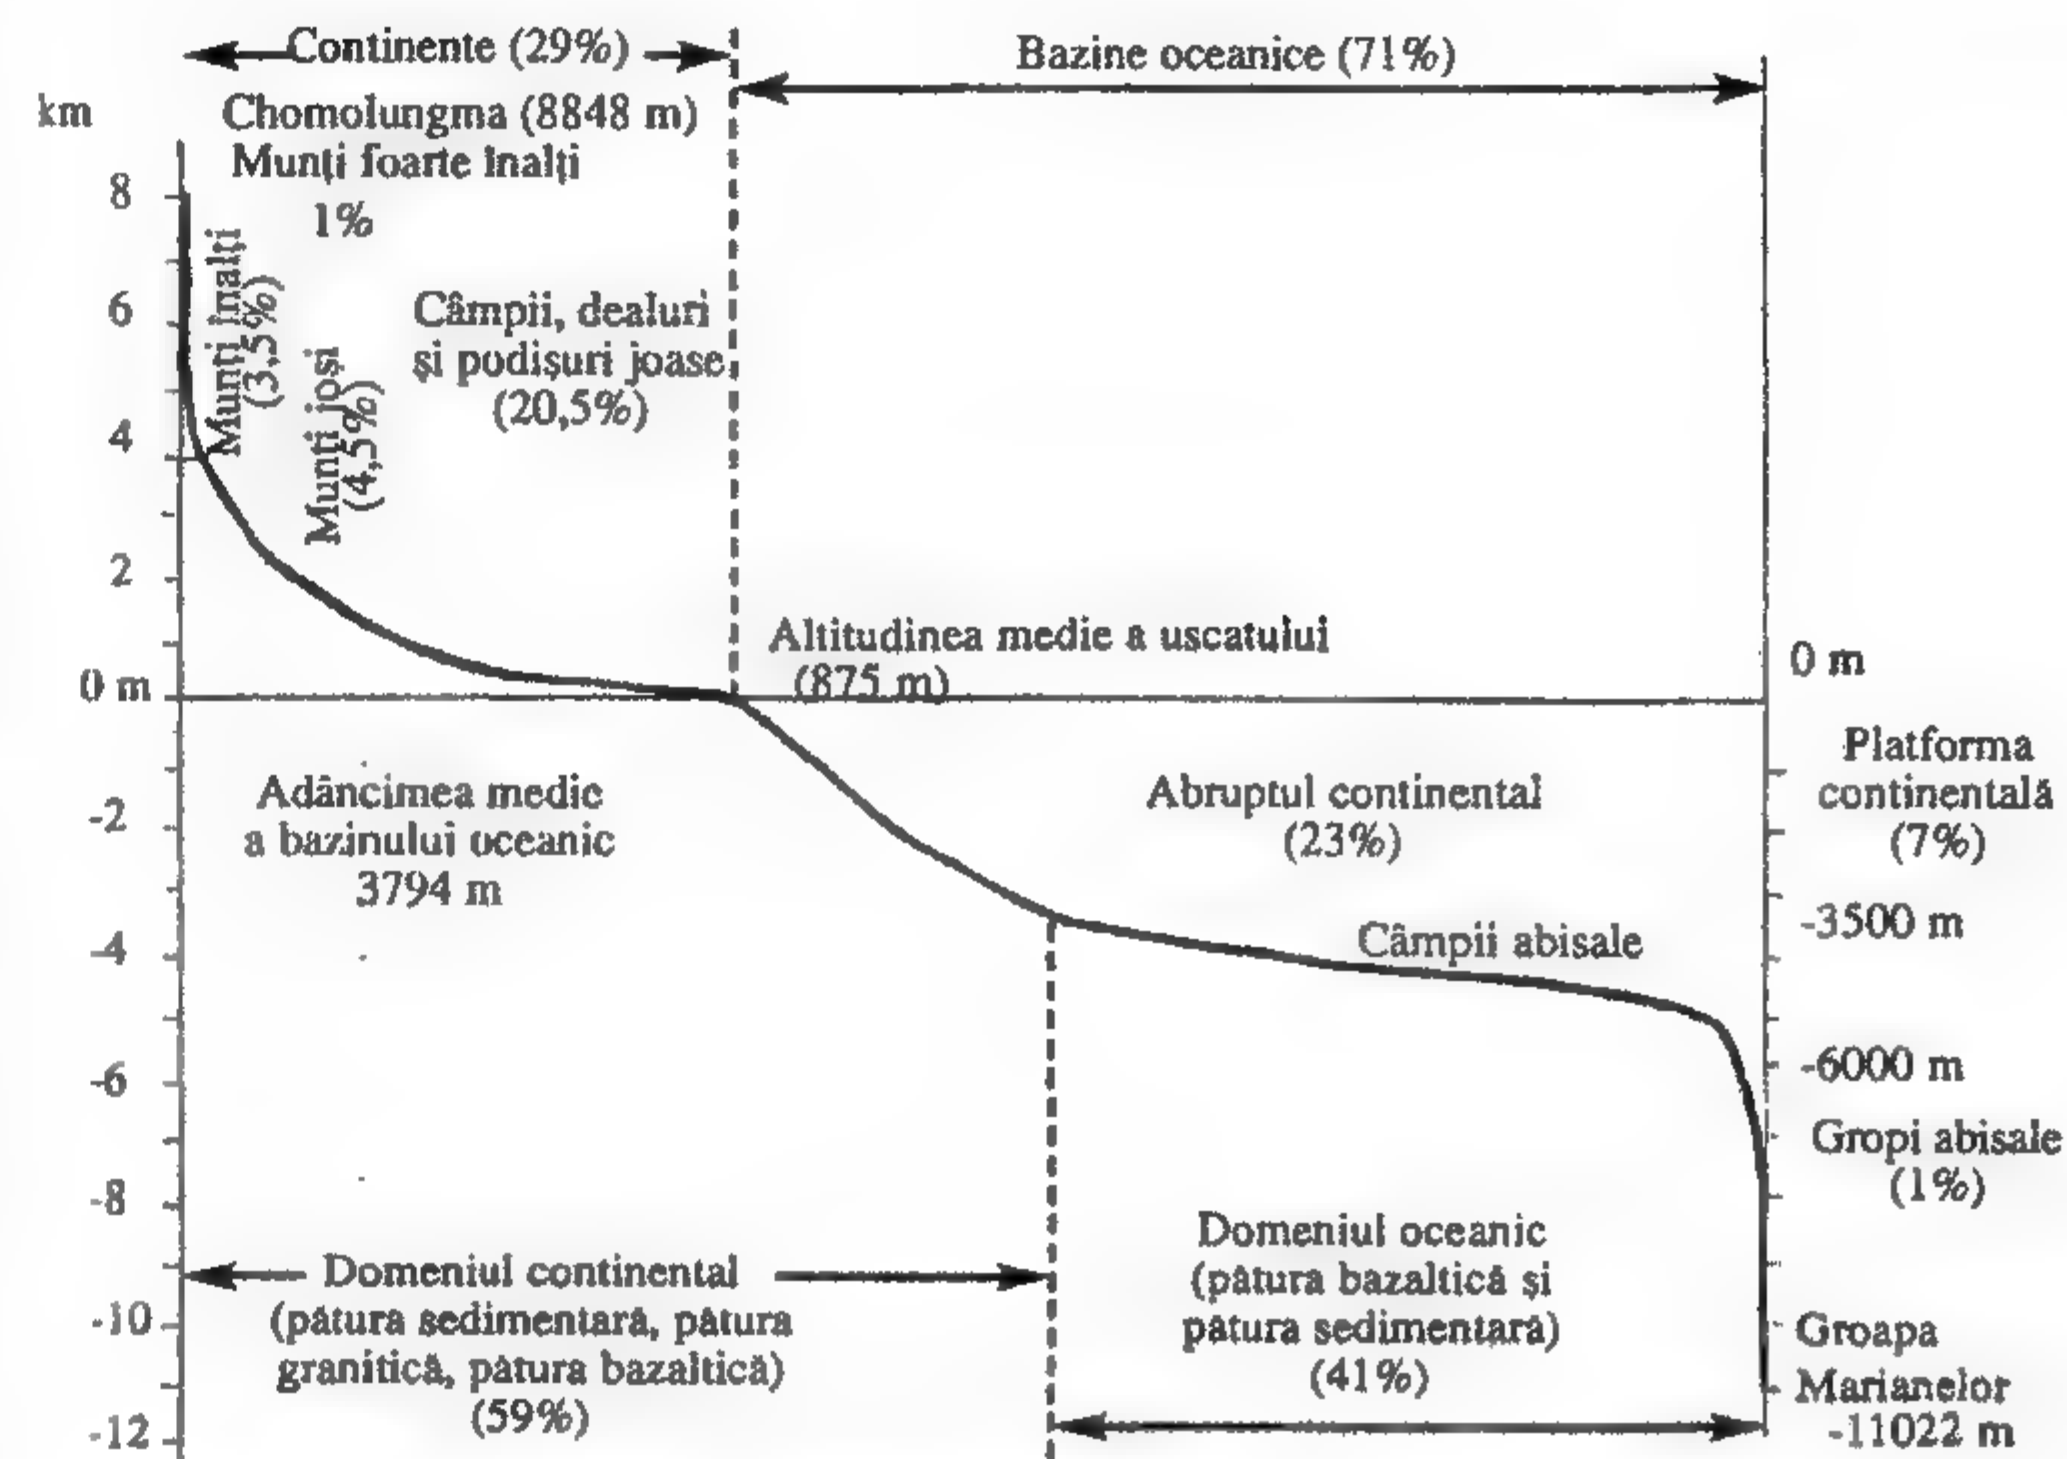 Continente (29%)
Bazine oceanice (71%)
km
Chomolungma (8848 m)
Munți foarte înalți
1%
8
6
4
2
0 m
-2
-4
-6
-8
-10
-12
Munți înalți
(3,5%)
Munți joși
(4,5%)
Câmpii, dealuri
și podișuri joase
(20,5%)
Altitudinea medie a uscatului
(875 m)
0 m
Adâncimea medie
a bazinului oceanic
3794 m
Abruptul continental
(23%)
Platforma
continentală
(7%)
-3500 m
Câmpii abisale
-6000 m
Gropi abisale
(1%)
Domeniul continental
(pătura sedimentară, pătura
granitică, pătura bazaltică)
(59%)
Domeniul oceanic
(pătura bazaltică și
pătura sedimentară)
(41%)
Groapa
Marianelor
-11022 m